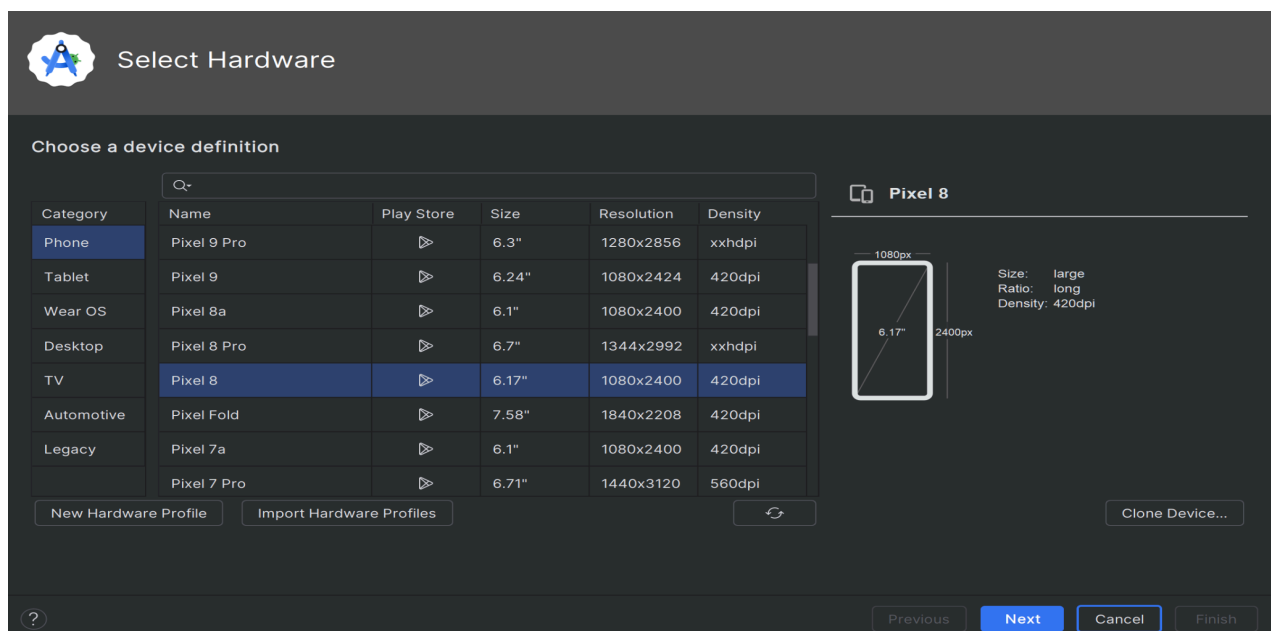 Select Hardware
Choose a device definition
Category Name Play Store Size Resolution Density
Phone Pixel 9 Pro 6.3" 1280x2856 xxhdpi
Tablet Pixel 9 6.24" 1080x2424 420dpi
Wear OS Pixel 8a 6.1" 1080x2400 420dpi
Desktop Pixel 8 Pro 6.7" 1344x2992 xxhdpi
TV Pixel 8 6.17" 1080x2400 420dpi
Automotive Pixel Fold 7.58" 1840x2208 420dpi
Legacy Pixel 7a 6.1" 1080x2400 420dpi
Pixel 7 Pro 6.71" 1440x3120 560dpi
New Hardware Profile Import Hardware Profiles
Pixel 8
1080px
6.17" 2400px
Size: large
Ratio: long
Density: 420dpi
Clone Device...
? Previous Next Cancel Finish